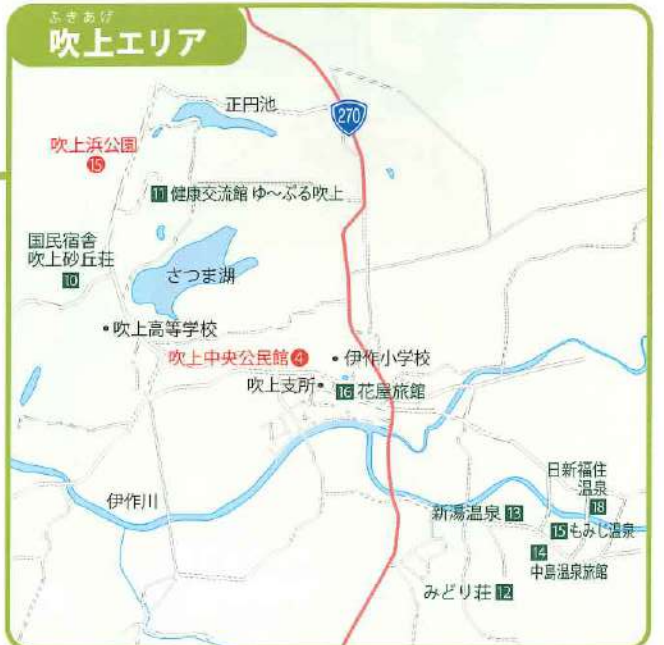 ふきあげ
吹上エリア
正円池
270
吹上浜公園
15
11 健康交流館 ゆ〜ぷる吹上
国民宿舎
吹上砂丘荘
10
さつま湖
・吹上高等学校
吹上中央公民館 4
・伊作小学校
吹上支所・
16 花屋旅館
日新福住
温泉
18
伊作川
新湯温泉 13
15 もみじ温泉
14
中島温泉旅館
みどり荘 12